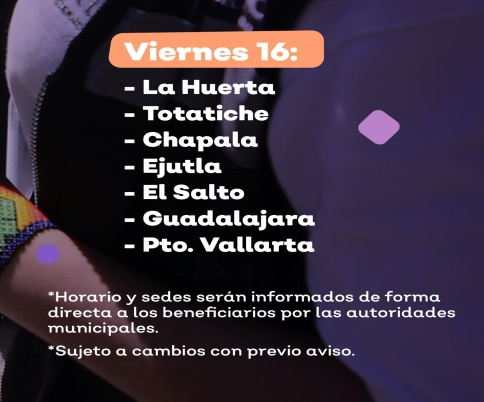 Viernes 16:
- La Huerta
- Totatiche
- Chapala
- Ejutla
- El Salto
- Guadalajara
- Pto. Vallarta
*Horario y sedes serán informados de forma
directa a los beneficiarios por las autoridades
municipales.
*Sujeto a cambios con previo aviso.